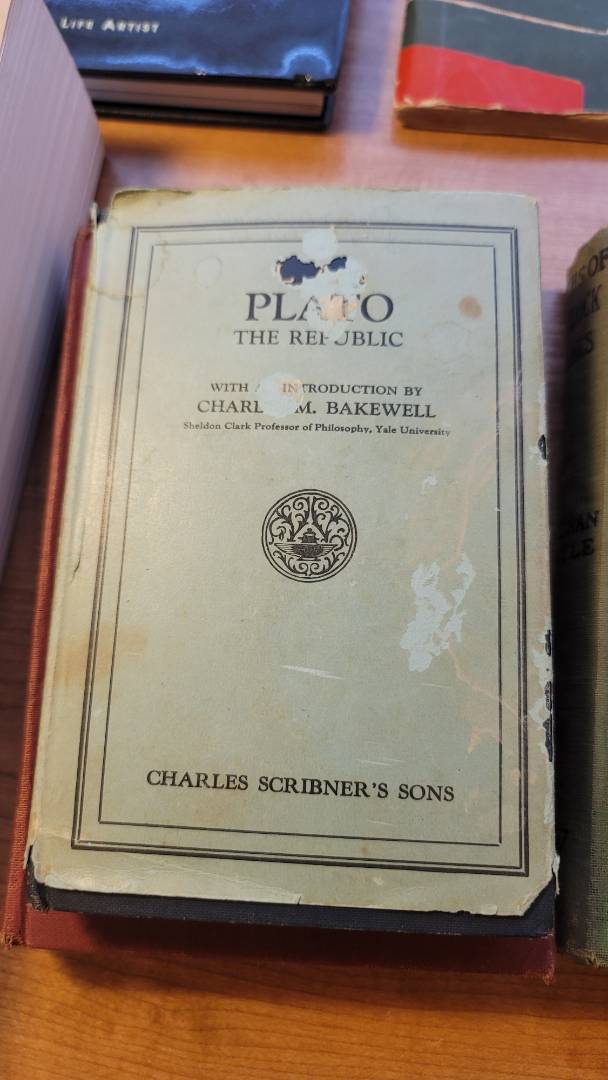 LIFE ARTIST
PLATO
THE REPUBLIC
WITH INTRODUCTION BY
CHARL M. BAKEWELL
Sheldon Clark Professor of Philosophy, Yale University
CHARLES SCRIBNER'S SONS